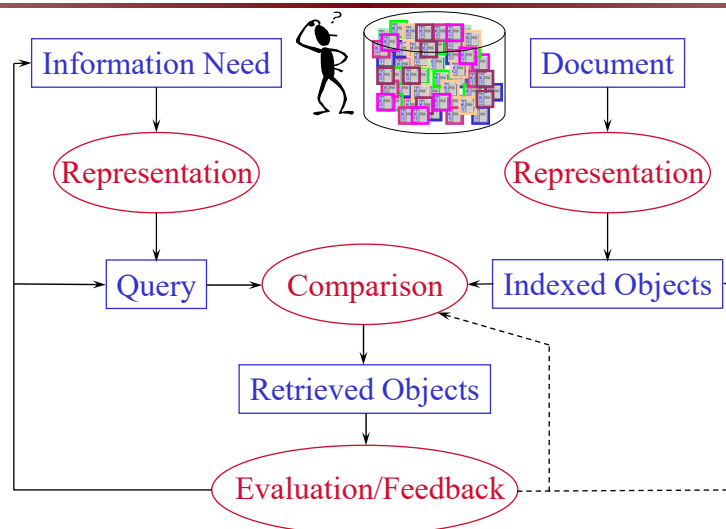 ?
Information Need
Document
Representation
Representation
Query
Comparison
Indexed Objects
Retrieved Objects
Evaluation/Feedback